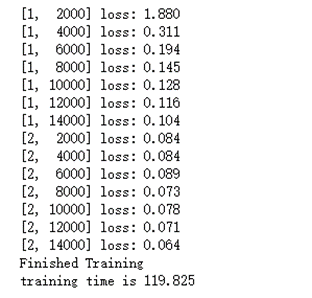 [1,  2000] loss: 1.880
[1,  4000] loss: 0.311
[1,  6000] loss: 0.194
[1,  8000] loss: 0.145
[1, 10000] loss: 0.128
[1, 12000] loss: 0.116
[1, 14000] loss: 0.104
[2,  2000] loss: 0.084
[2,  4000] loss: 0.084
[2,  6000] loss: 0.089
[2,  8000] loss: 0.073
[2, 10000] loss: 0.078
[2, 12000] loss: 0.071
[2, 14000] loss: 0.064
Finished Training
training time is 119.825